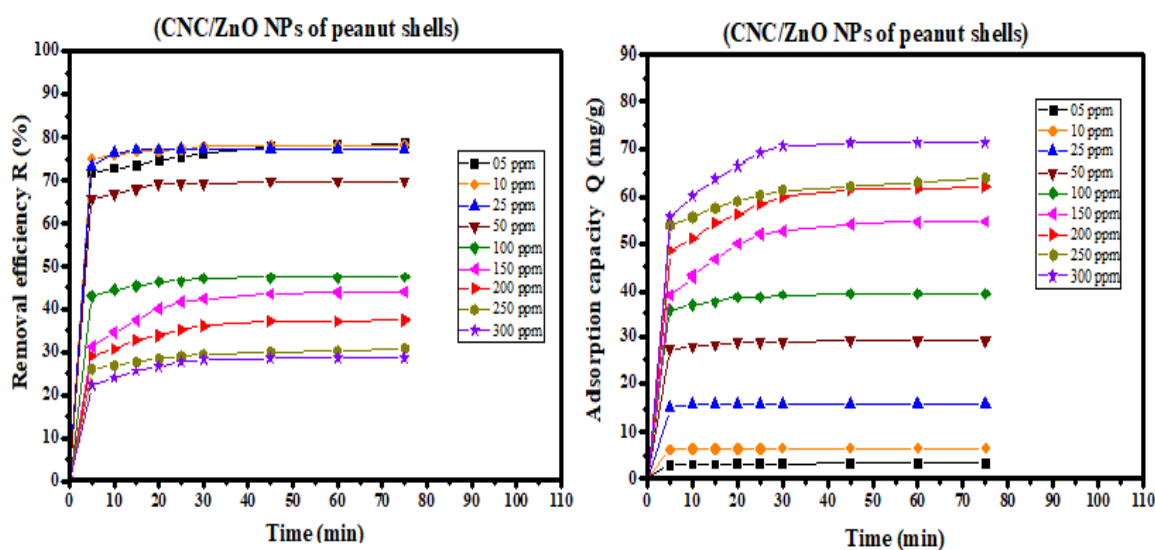 (CNC/ZnO NPs of peanut shells)
Removal efficiency R (%)
100
90
80
70
60
50
40
30
20
10
0
0 10 20 30 40 50 60 70 80 90 100 110
Time (min)
05 ppm
10 ppm
25 ppm
50 ppm
100 ppm
150 ppm
200 ppm
250 ppm
300 ppm
(CNC/ZnO NPs of peanut shells)
Adsorption capacity Q (mg/g)
90
80
70
60
50
40
30
20
10
0
0 10 20 30 40 50 60 70 80 90 100 110
Time (min)
05 ppm
10 ppm
25 ppm
50 ppm
100 ppm
150 ppm
200 ppm
250 ppm
300 ppm